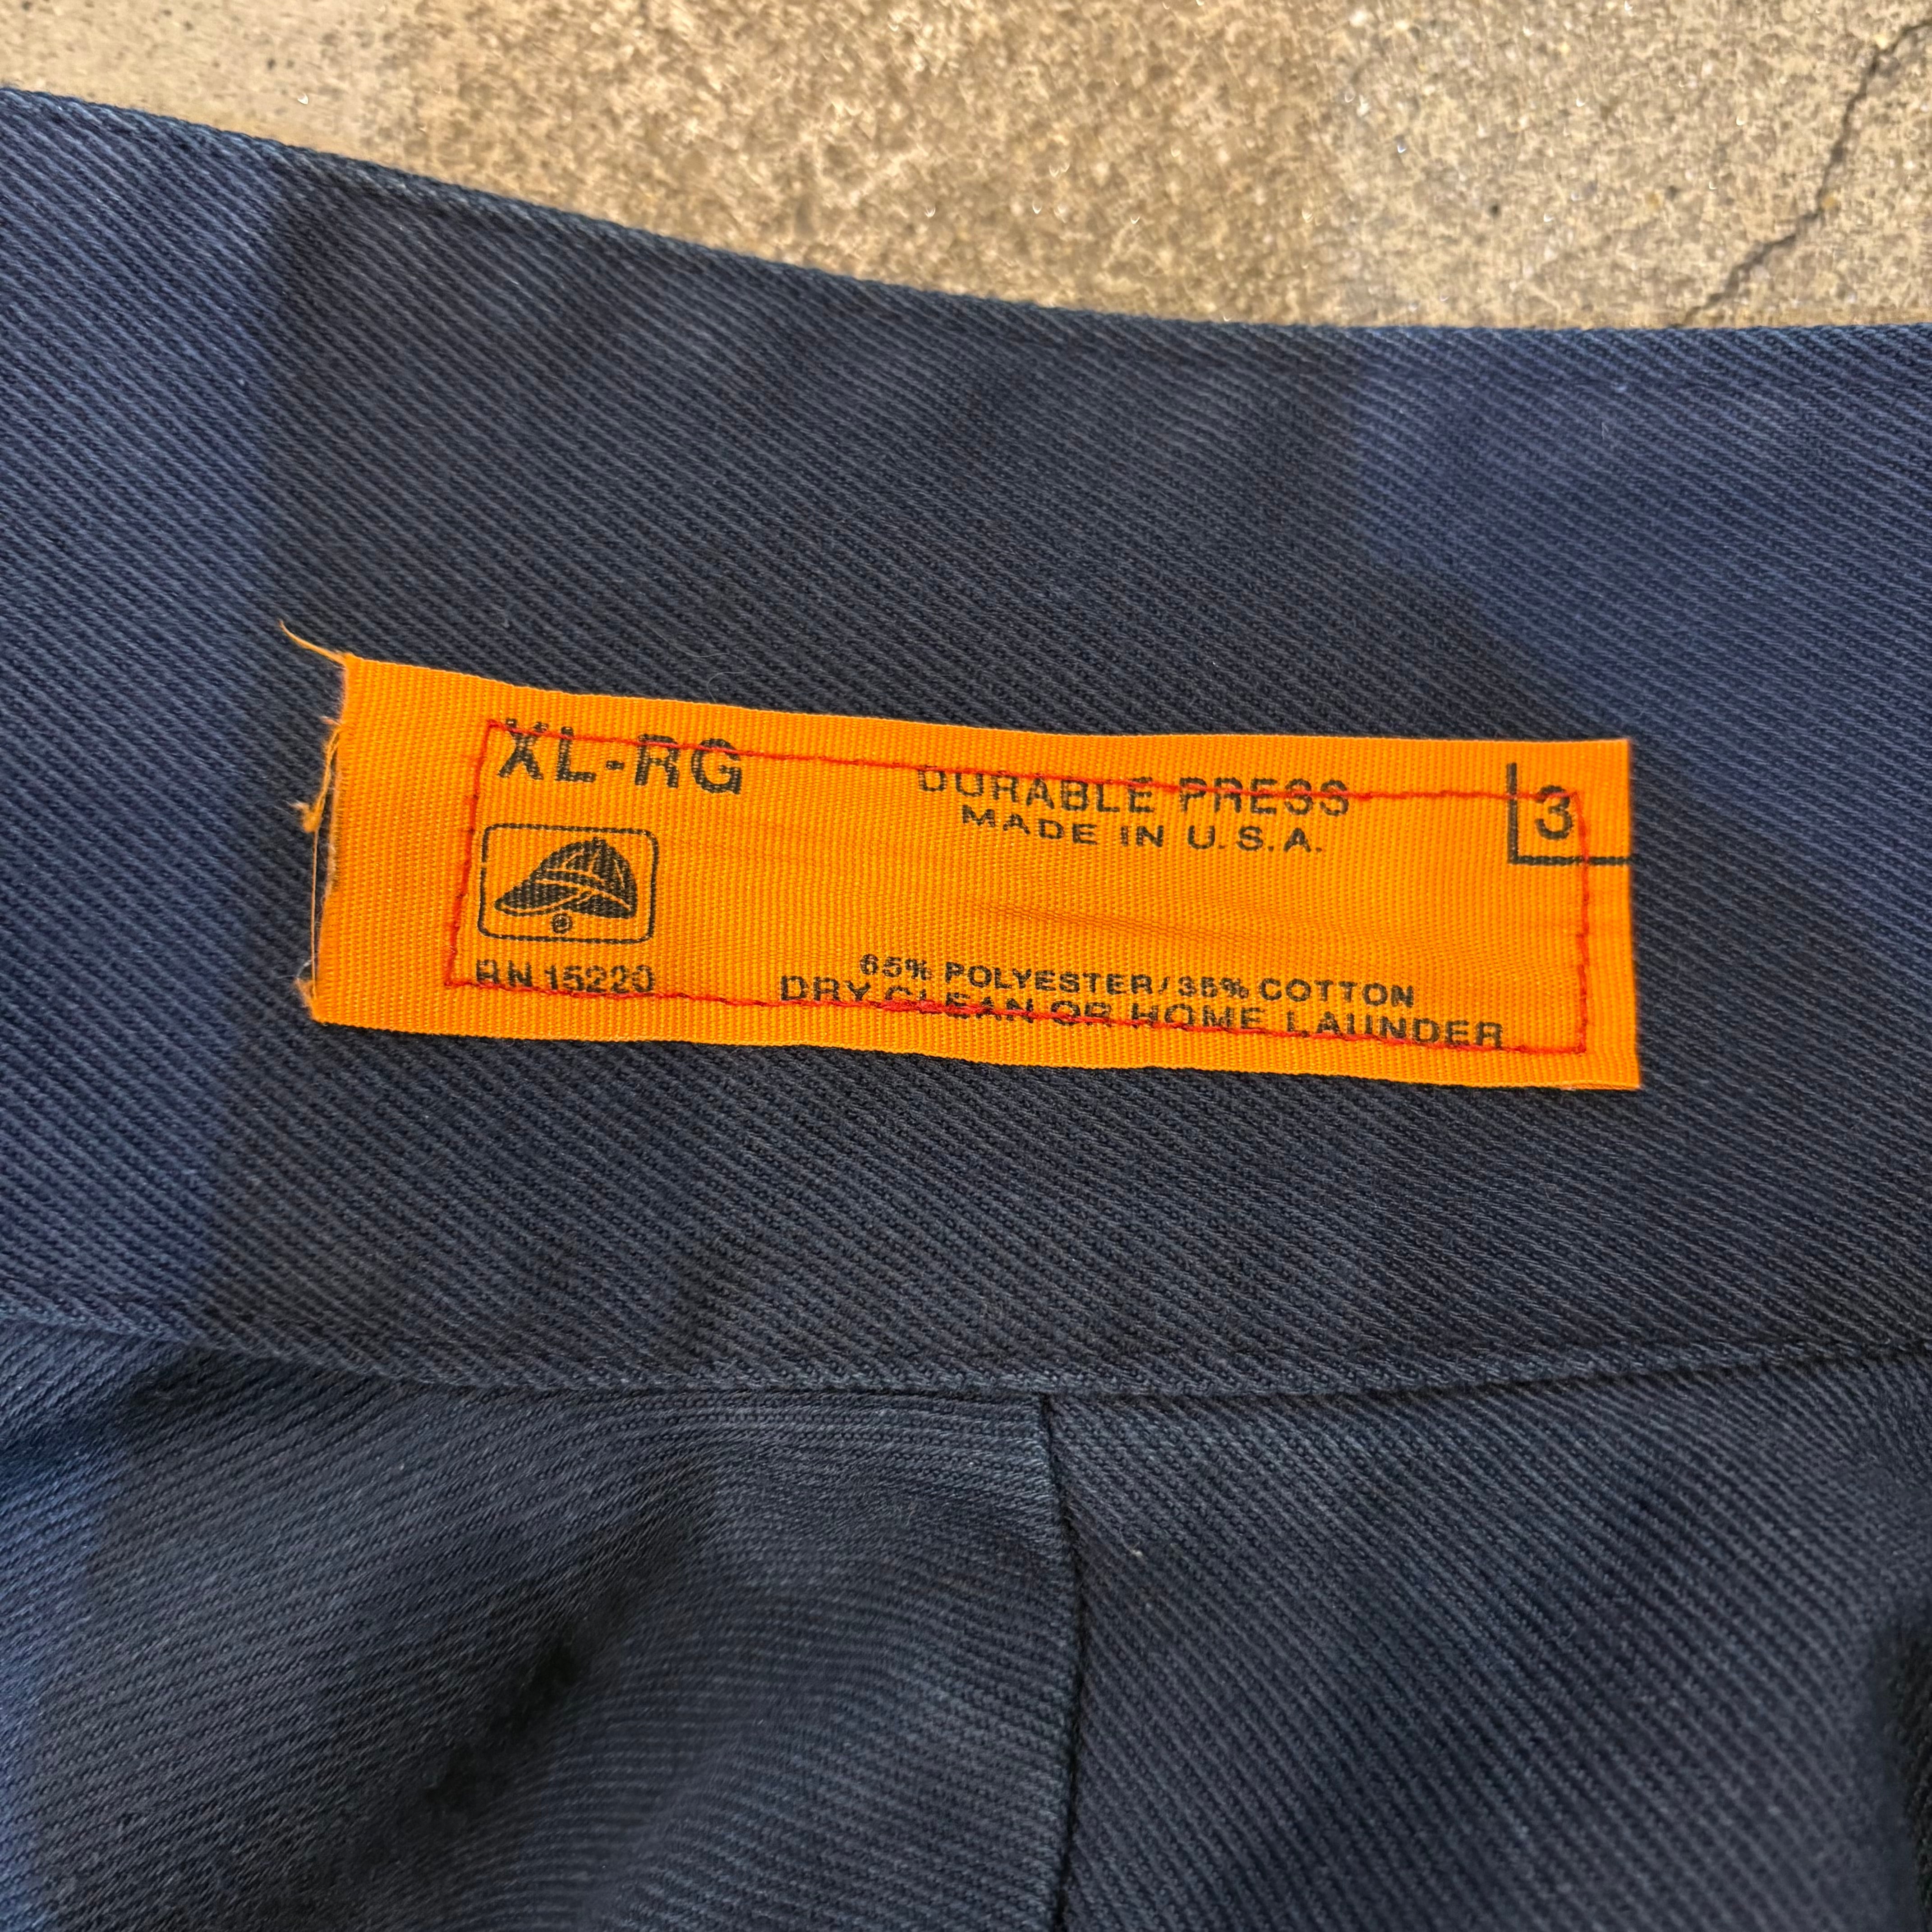 XL-RG
DURABLE PRESS
MADE IN U.S.A.
3
RN 15220
65% POLYESTER/35% COTTON
DRY CLEAN OR HOME LAUNDER